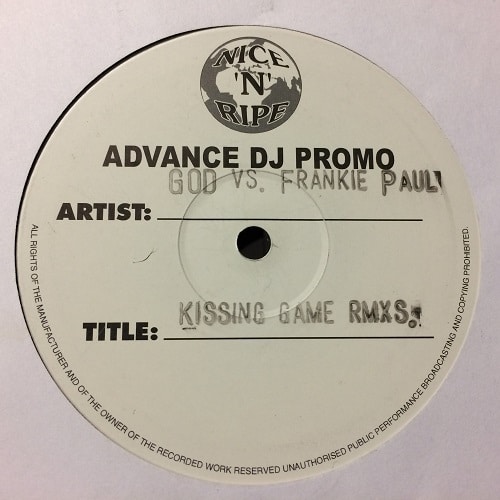 NICE
'N'
RIPE
ADVANCE DJ PROMO
GOD VS. FRANKIE PAUL
ARTIST:
KISSING GAME RMXS.
TITLE:
ALL RIGHTS OF THE MANUFACTURER AND OF THE OWNER OF THE RECORDED WORK RESERVED UNAUTHORISED PUBLIC PERFORMANCE BROADCASTING AND COPYING PROHIBITED.